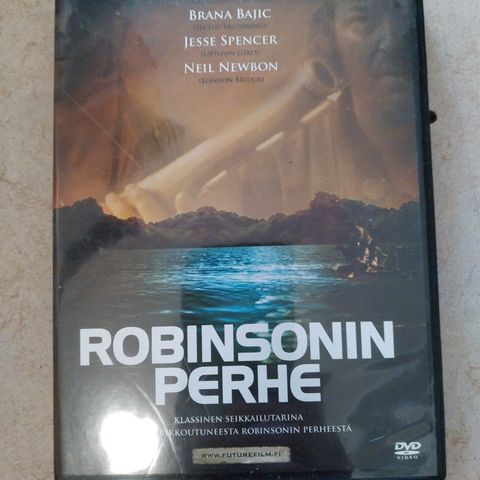 BRANA BAJIC
(IN THE BEGINNING)
JESSE SPENCER
(UPTOWN GIRLS)
NEIL NEWBON
(LONDON BRIDGE)
ROBINSONIN
PERHE
KLASSINEN SEIKKAILUTARINA
ROBINSONIN PERHEESTÄ
WWW.FUTUREFILM.FI
DVD
VIDEO